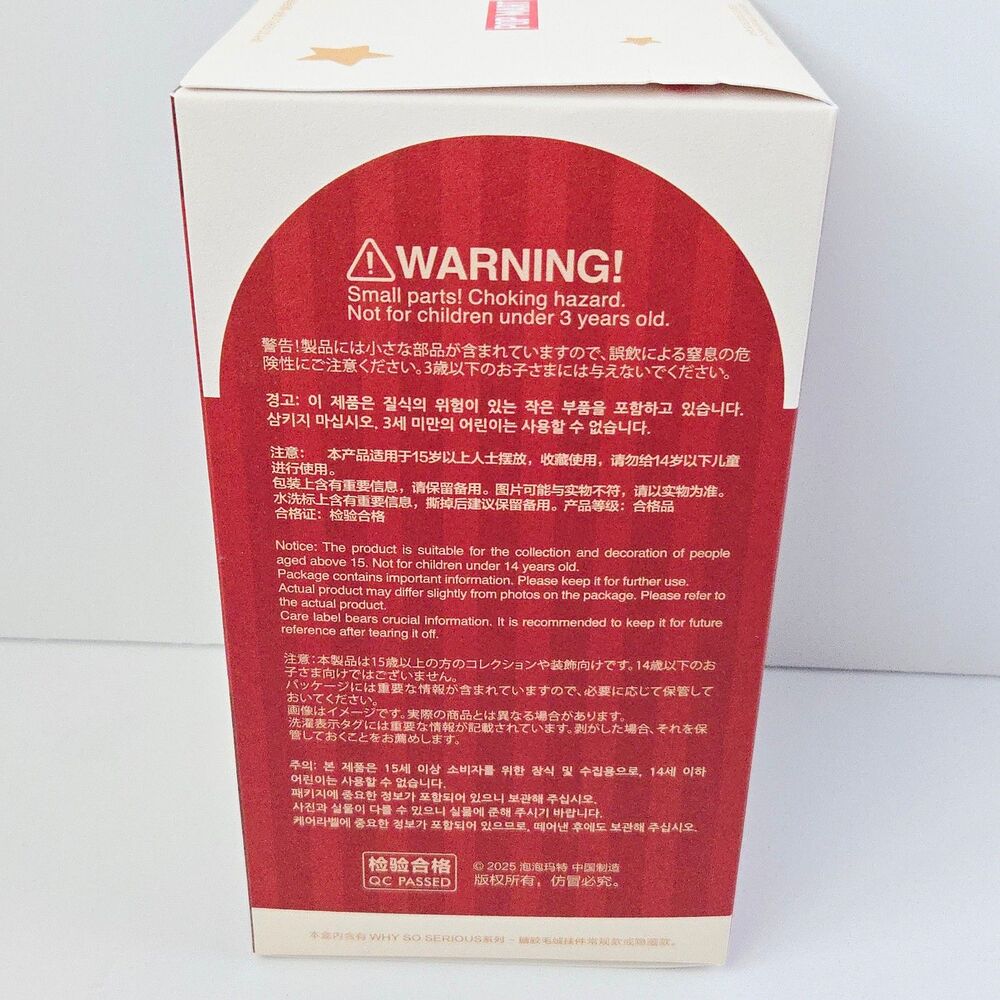 POP MART
⚠WARNING!
Small parts! Choking hazard.
Not for children under 3 years old.
警告!製品には小さな部品が含まれていますので、誤飲による窒息の危
険性にご注意ください。3歳以下のお子さまには与えないでください。
경고: 이 제품은 질식의 위험이 있는 작은 부품을 포함하고 있습니다.
삼키지 마십시오. 3세 미만의 어린이는 사용할 수 없습니다.
注意： 本产品适用于15岁以上人士摆放，收藏使用，请勿给14岁以下儿童
进行使用。
包装上含有重要信息，请保留备用。图片可能与实物不符，请以实物为准。
水洗标上含有重要信息，撕掉后建议保留备用。产品等级：合格品
合格证：检验合格
Notice: The product is suitable for the collection and decoration of people
aged above 15. Not for children under 14 years old.
Package contains important information. Please keep it for further use.
Actual product may differ slightly from photos on the package. Please refer to
the actual product.
Care label bears crucial information. It is recommended to keep it for future
reference after tearing it off.
注意：本製品は15歳以上の方のコレクションや装飾向けです。14歳以下のお
子さま向けではございません。
パッケージには重要な情報が含まれていますので、必要に応じて保管して
おいてください。
画像はイメージです。実際の商品とは異なる場合があります。
洗濯表示タグには重要な情報が記載されています。剥がした場合、それを保
管しておくことをお薦めします。
주의: 본 제품은 15세 이상 소비자를 위한 장식 및 수집용으로, 14세 이하
어린이는 사용할 수 없습니다.
패키지에 중요한 정보가 포함되어 있으니 보관해 주십시오.
사진과 실물이 다를 수 있으니 실물에 준해 주시기 바랍니다.
케어라벨에 중요한 정보가 포함되어 있으므로, 떼어낸 후에도 보관해 주십시오.
检验合格
QC PASSED
© 2025 泡泡玛特 中国制造
版权所有，仿冒必究。
本盒内含有 WHY SO SERIOUS系列 - 搪胶毛绒挂件常规款或隐藏款。